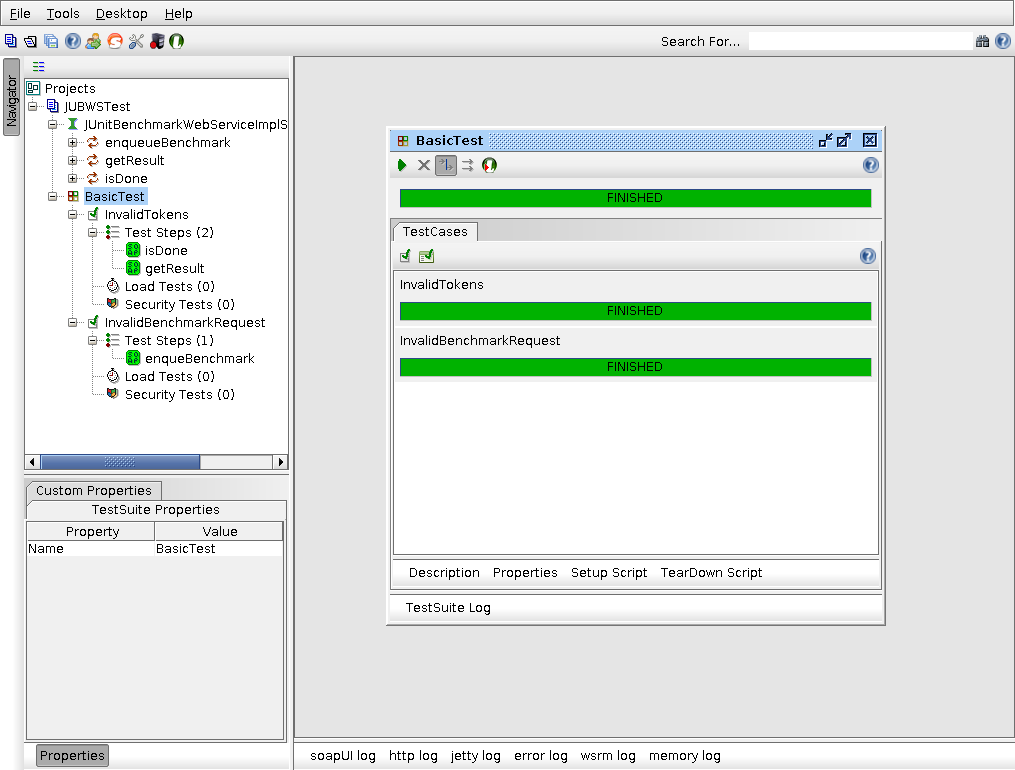 File Tools Desktop Help
Search For...
Navigator
Projects
JUBWSTest
JUnitBenchmarkWebServiceImplS
enqueueBenchmark
getResult
isDone
BasicTest
InvalidTokens
Test Steps (2)
isDone
getResult
Load Tests (0)
Security Tests (0)
InvalidBenchmarkRequest
Test Steps (1)
enqueBenchmark
Load Tests (0)
Security Tests (0)
Custom Properties
TestSuite Properties
Property Value
Name BasicTest
Properties
BasicTest
FINISHED
TestCases
InvalidTokens
FINISHED
InvalidBenchmarkRequest
FINISHED
Description Properties Setup Script TearDown Script
TestSuite Log
soapUI log http log jetty log error log wsrm log memory log